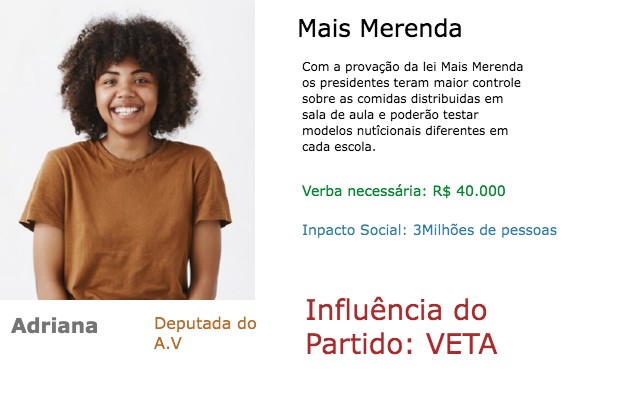 Mais Merenda
Com a provação da lei Mais Merenda
os presidentes teram maior controle
sobre as comidas distribuidas em
sala de aula e poderão testar
modelos nutîcionais diferentes em
cada escola.
Verba necessária: R$ 40.000
Inpacto Social: 3Milhões de pessoas
Influência do
Partido: VETA
Adriana
Deputada do
A.V